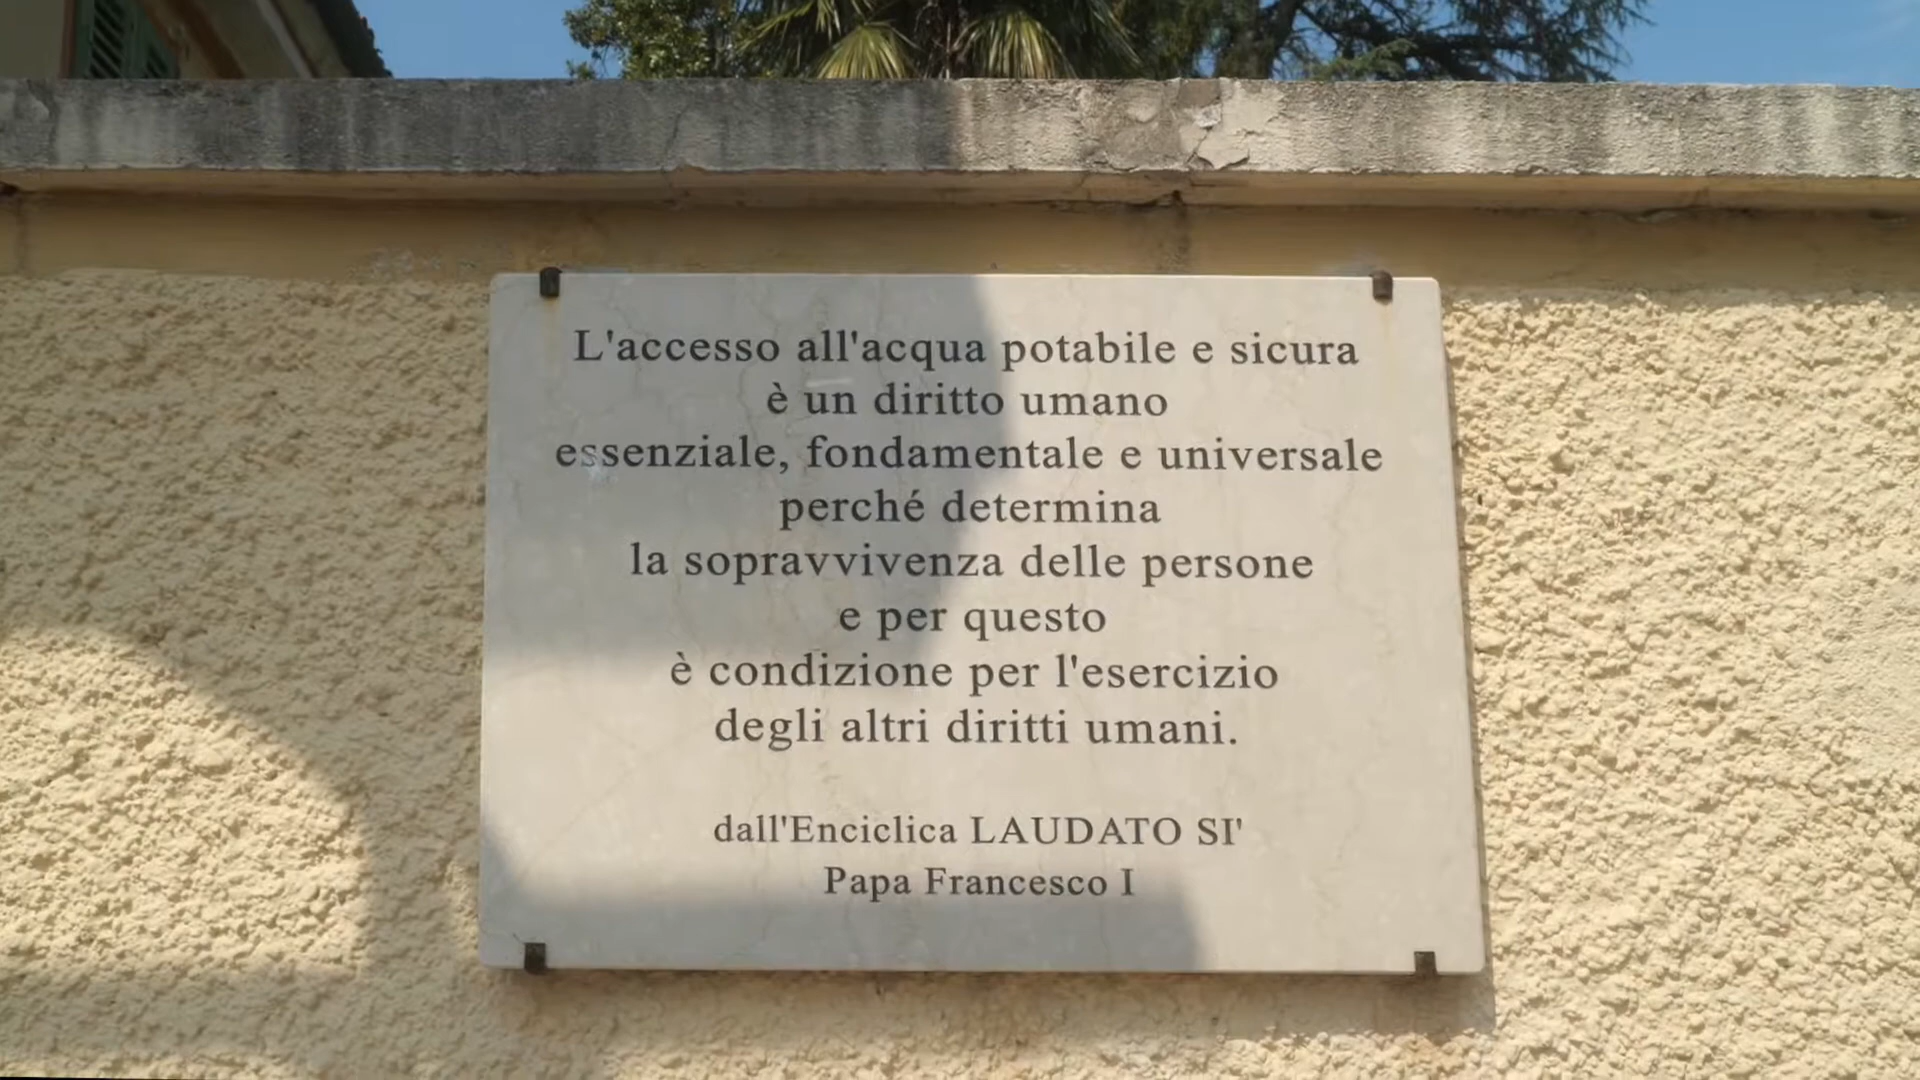 L'accesso all'acqua potabile e sicura
è un diritto umano
essenziale, fondamentale e universale
perché determina
la sopravvivenza delle persone
e per questo
è condizione per l'esercizio
degli altri diritti umani.
dall'Enciclica LAUDATO SI'
Papa Francesco I